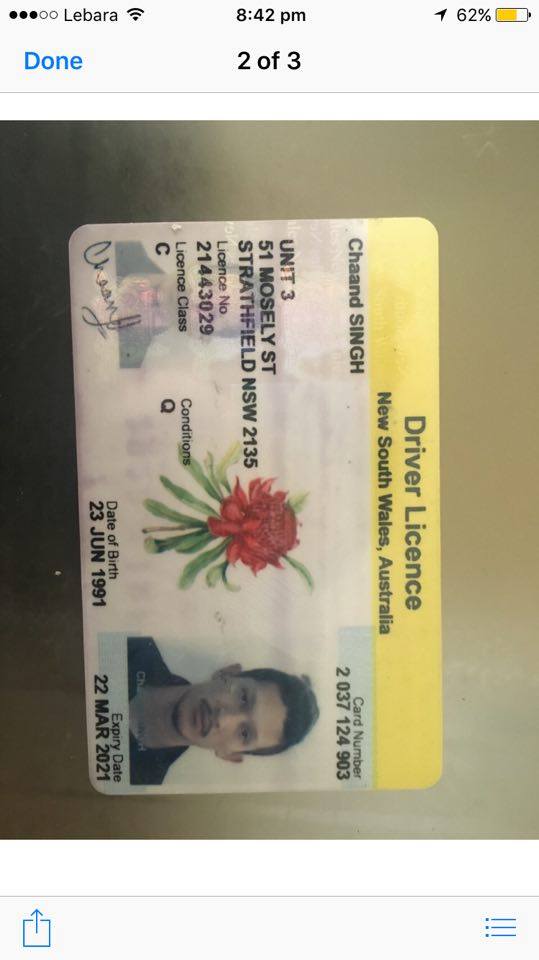 Lebara 8:42 pm 62%
Done 2 of 3
Driver Licence
New South Wales, Australia
Chaand SINGH
Card Number
2 037 124 903
UNIT 3
51 MOSELY ST
STRATHFIELD NSW 2135
Licence No.
21443029
Licence Class
C
Conditions
Q
Date of Birth
23 JUN 1991
Expiry Date
22 MAR 2021